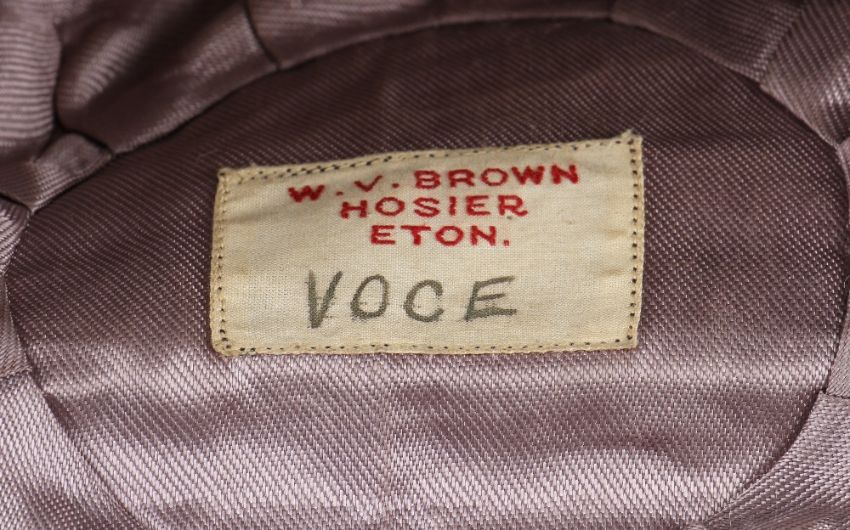 W. V. BROWN
HOSIER
ETON.
VOCE